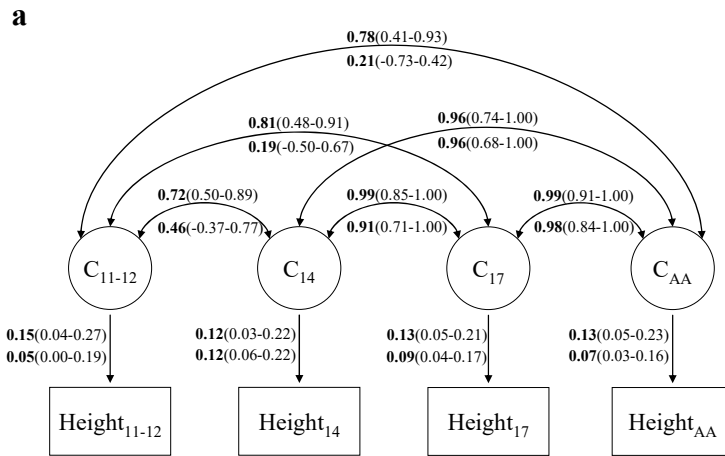 a
0.78(0.41-0.93)
0.21(-0.73-0.42)
0.81(0.48-0.91)
0.19(-0.50-0.67)
0.96(0.74-1.00)
0.96(0.68-1.00)
0.72(0.50-0.89)
0.46(-0.37-0.77)
0.99(0.85-1.00)
0.91(0.71-1.00)
0.99(0.91-1.00)
0.98(0.84-1.00)
C11-12
C14
C17
CAA
0.15(0.04-0.27)
0.05(0.00-0.19)
0.12(0.03-0.22)
0.12(0.06-0.22)
0.13(0.05-0.21)
0.09(0.04-0.17)
0.13(0.05-0.23)
0.07(0.03-0.16)
Height11-12
Height14
Height17
HeightAA